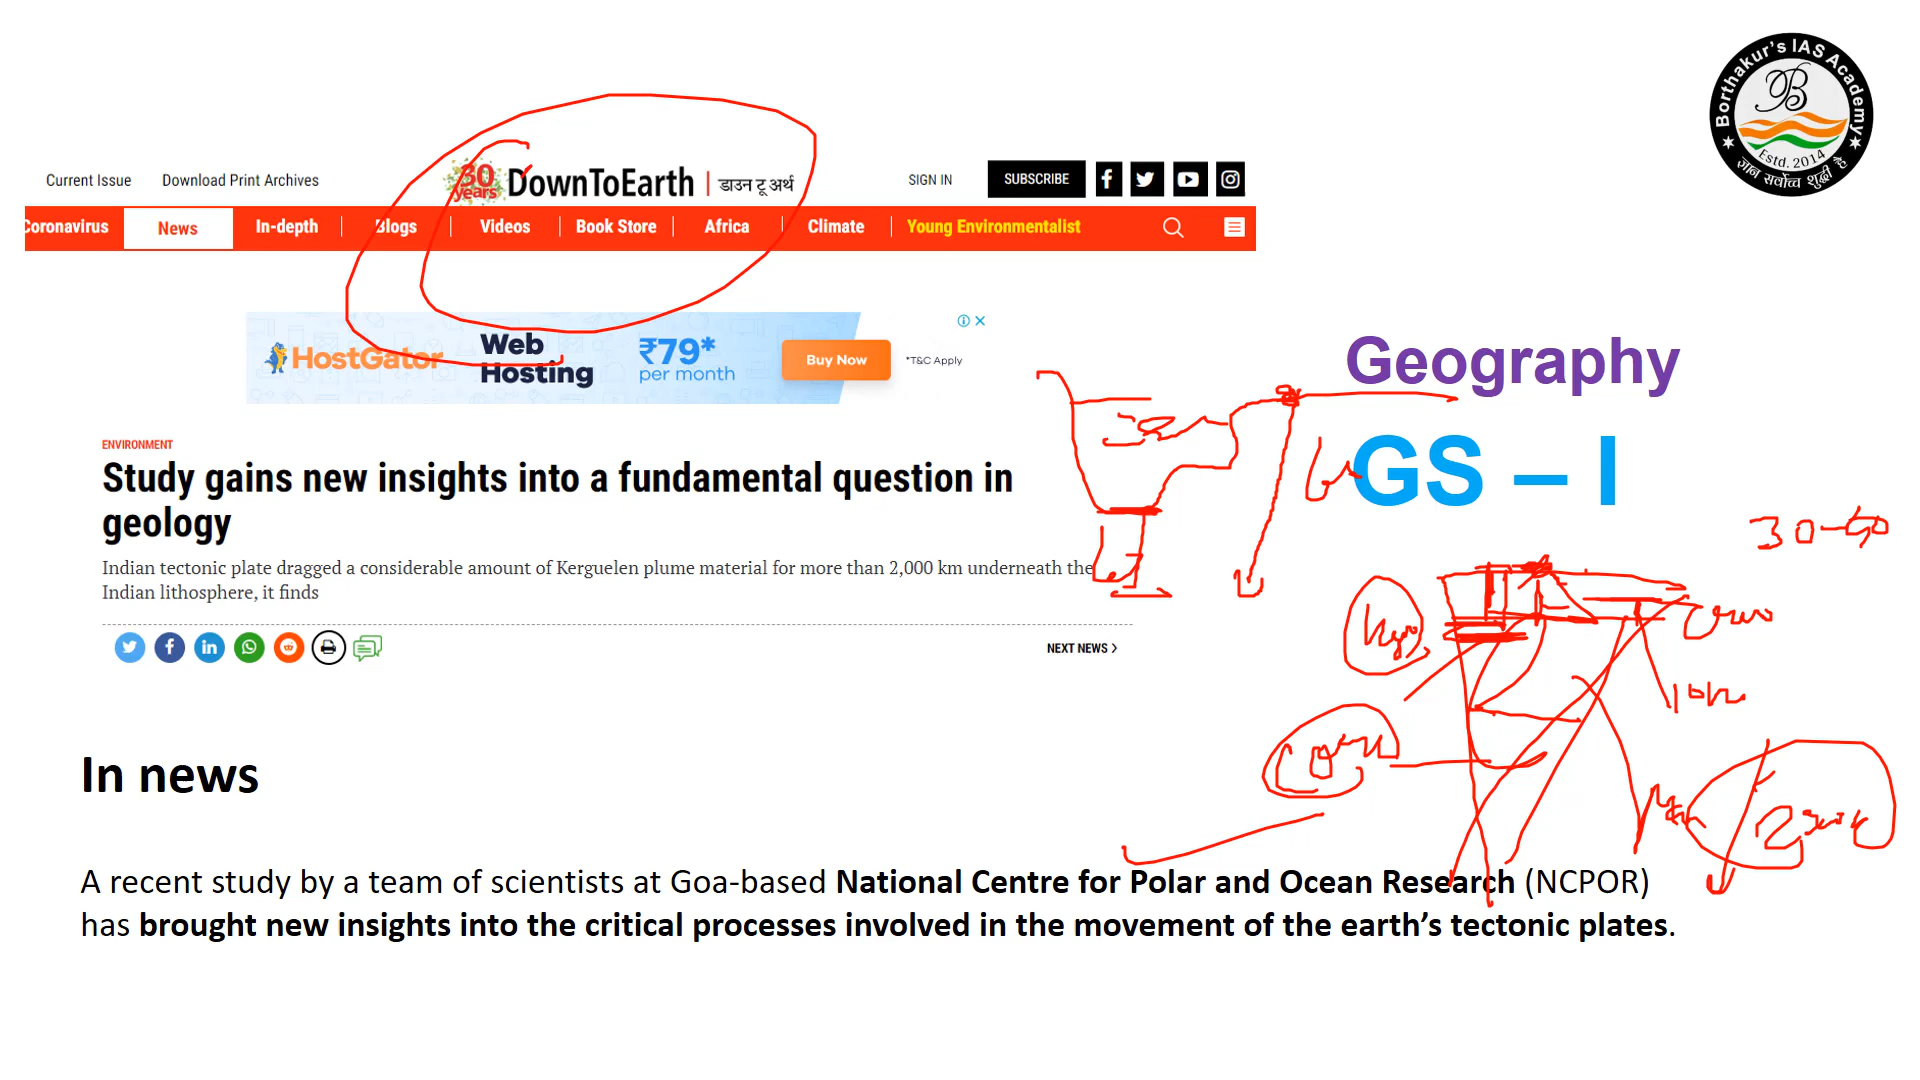 Borthakur's IAS Academy
B
Estd. 2014
ज्ञान सर्वोच्च शुद्धी है
Current Issue
Download Print Archives
30 years
DownToEarth
डाउन टू अर्थ
SIGN IN
SUBSCRIBE
Coronavirus
News
In-depth
Blogs
Videos
Book Store
Africa
Climate
Young Environmentalist
HostGator
Web Hosting
₹79*
per month
Buy Now
*T&C Apply
Geography
GS – I
ENVIRONMENT
Study gains new insights into a fundamental question in
geology
Indian tectonic plate dragged a considerable amount of Kerguelen plume material for more than 2,000 km underneath the
Indian lithosphere, it finds
NEXT NEWS
In news
A recent study by a team of scientists at Goa-based National Centre for Polar and Ocean Research (NCPOR)
has brought new insights into the critical processes involved in the movement of the earth's tectonic plates.